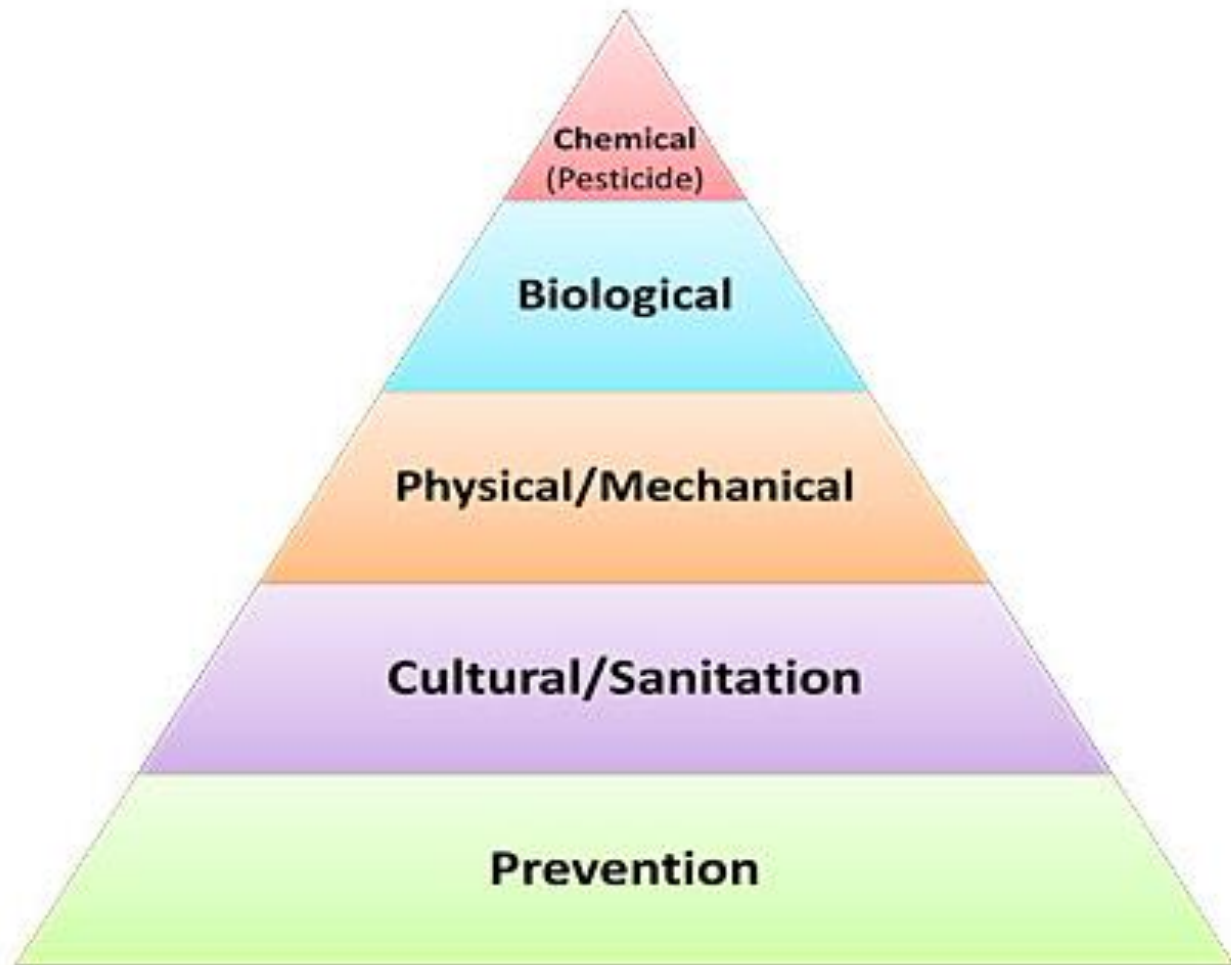 Chemical
(Pesticide)
Biological
Physical/Mechanical
Cultural/Sanitation
Prevention